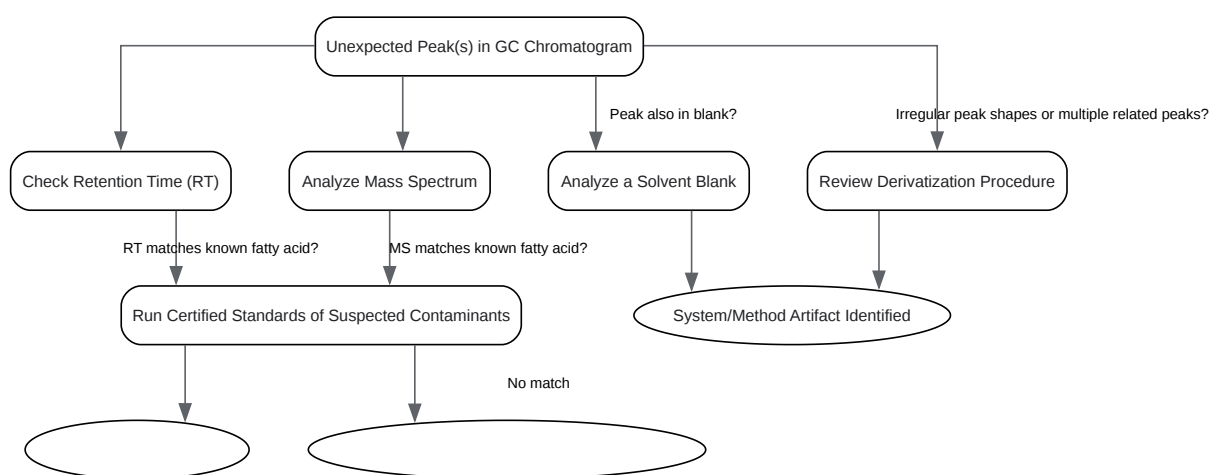 Unexpected Peak(s) in GC Chromatogram
Peak also in blank?
Irregular peak shapes or multiple related peaks?
Check Retention Time (RT)
Analyze Mass Spectrum
Analyze a Solvent Blank
Review Derivatization Procedure
RT matches known fatty acid?
MS matches known fatty acid?
Run Certified Standards of Suspected Contaminants
System/Method Artifact Identified
No match